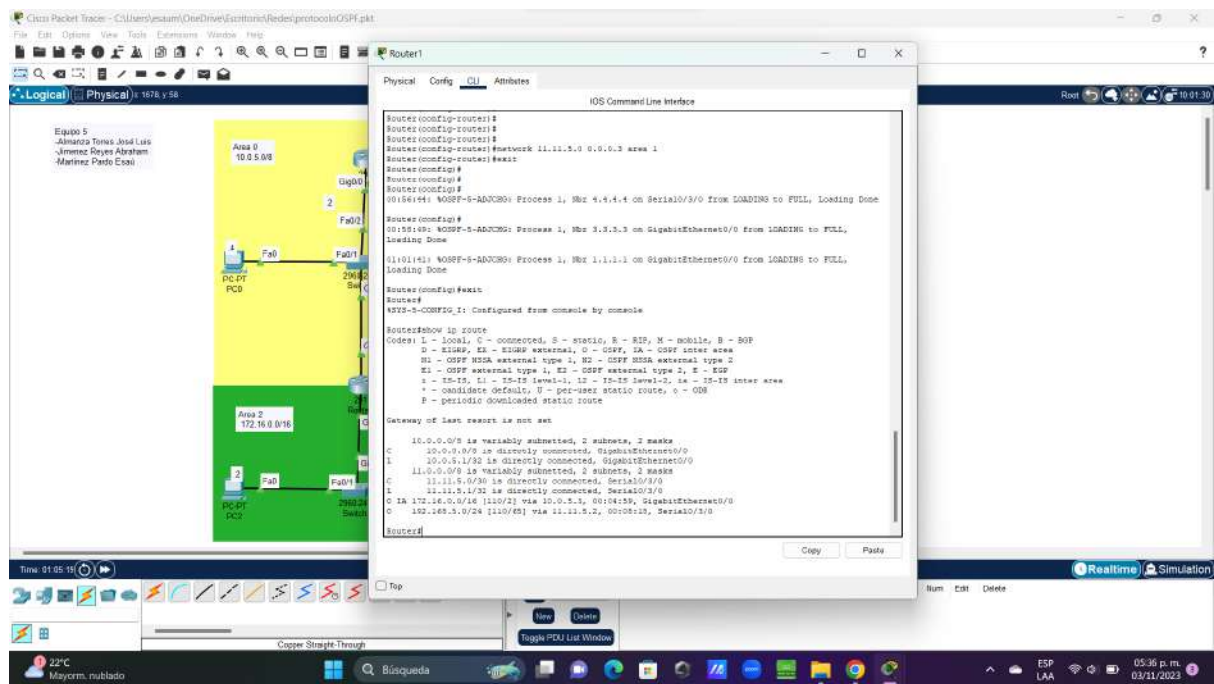 Cisco Packet Tracer - C:\Users\esaum\OneDrive\Escritorio\Redes\protocoloOSPF.pkt
File Edit Options View Tools Extensions Window Help
Logical Physical x: 1678, y: 58
Root 10:01:30
Equipo 5
-Almanza Torres José Luis
-Jimenez Reyes Abraham
-Martínez Pardo Esaú
Area 0
10.0.5.0/8
Gig0/0
2
Fa0/2
4
Fa0
Fa0/1
PC-PT
PC0
Area 2
172.16.0.0/16
2
Fa0
Fa0/1
PC-PT
PC2
2960-24
Switch
Router1
Physical Config CLI Attributes
IOS Command Line Interface
Router(config-router)#
Router(config-router)#
Router(config-router)#
Router(config-router)#network 11.11.5.0 0.0.0.3 area 1
Router(config-router)#exit
Router(config)#
Router(config)#
00:56:44: %OSPF-5-ADJCHG: Process 1, Nbr 4.4.4.4 on Serial0/3/0 from LOADING to FULL, Loading Done
Router(config)#
%OSPF-5-ADJCHG: Process 1, Nbr 3.3.3.3 on GigabitEthernet0/0 from LOADING to FULL,
Loading Done
01:01:41: %OSPF-5-ADJCHG: Process 1, Nbr 1.1.1.1 on GigabitEthernet0/0 from LOADING to FULL,
Loading Done
Router(config)#exit
Router#
%SYS-5-CONFIG_I: Configured from console by console
Router#show ip route
Codes: L - local, C - connected, S - static, R - RIP, M - mobile, B - BGP
D - EIGRP, EX - EIGRP external, O - OSPF, IA - OSPF inter area
N1 - OSPF NSSA external type 1, N2 - OSPF NSSA external type 2
E1 - OSPF external type 1, E2 - OSPF external type 2, E - EGP
i - IS-IS, L1 - IS-IS level-1, L2 - IS-IS level-2, ia - IS-IS inter area
* - candidate default, U - per-user static route, o - ODR
P - periodic downloaded static route
Gateway of last resort is not set
10.0.0.0/8 is variably subnetted, 2 subnets, 2 masks
C 10.0.0.0/8 is directly connected, GigabitEthernet0/0
L 10.0.5.1/32 is directly connected, GigabitEthernet0/0
11.0.0.0/8 is variably subnetted, 2 subnets, 2 masks
C 11.11.5.0/30 is directly connected, Serial0/3/0
L 11.11.5.1/32 is directly connected, Serial0/3/0
O IA 172.16.0.0/16 [110/2] via 10.0.5.3, 00:04:59, GigabitEthernet0/0
O 192.168.5.0/24 [110/65] via 11.11.5.2, Serial0/3/0
Router#
Copy Paste
Top
Time: 01:05:15
Realtime Simulation
New Delete
Toggle PDU List Window
Num Edit Delete
Copper Straight-Through
22°C
Mayorm. nublado
Búsqueda
ESP
LAA
05:36 p. m.
03/11/2023